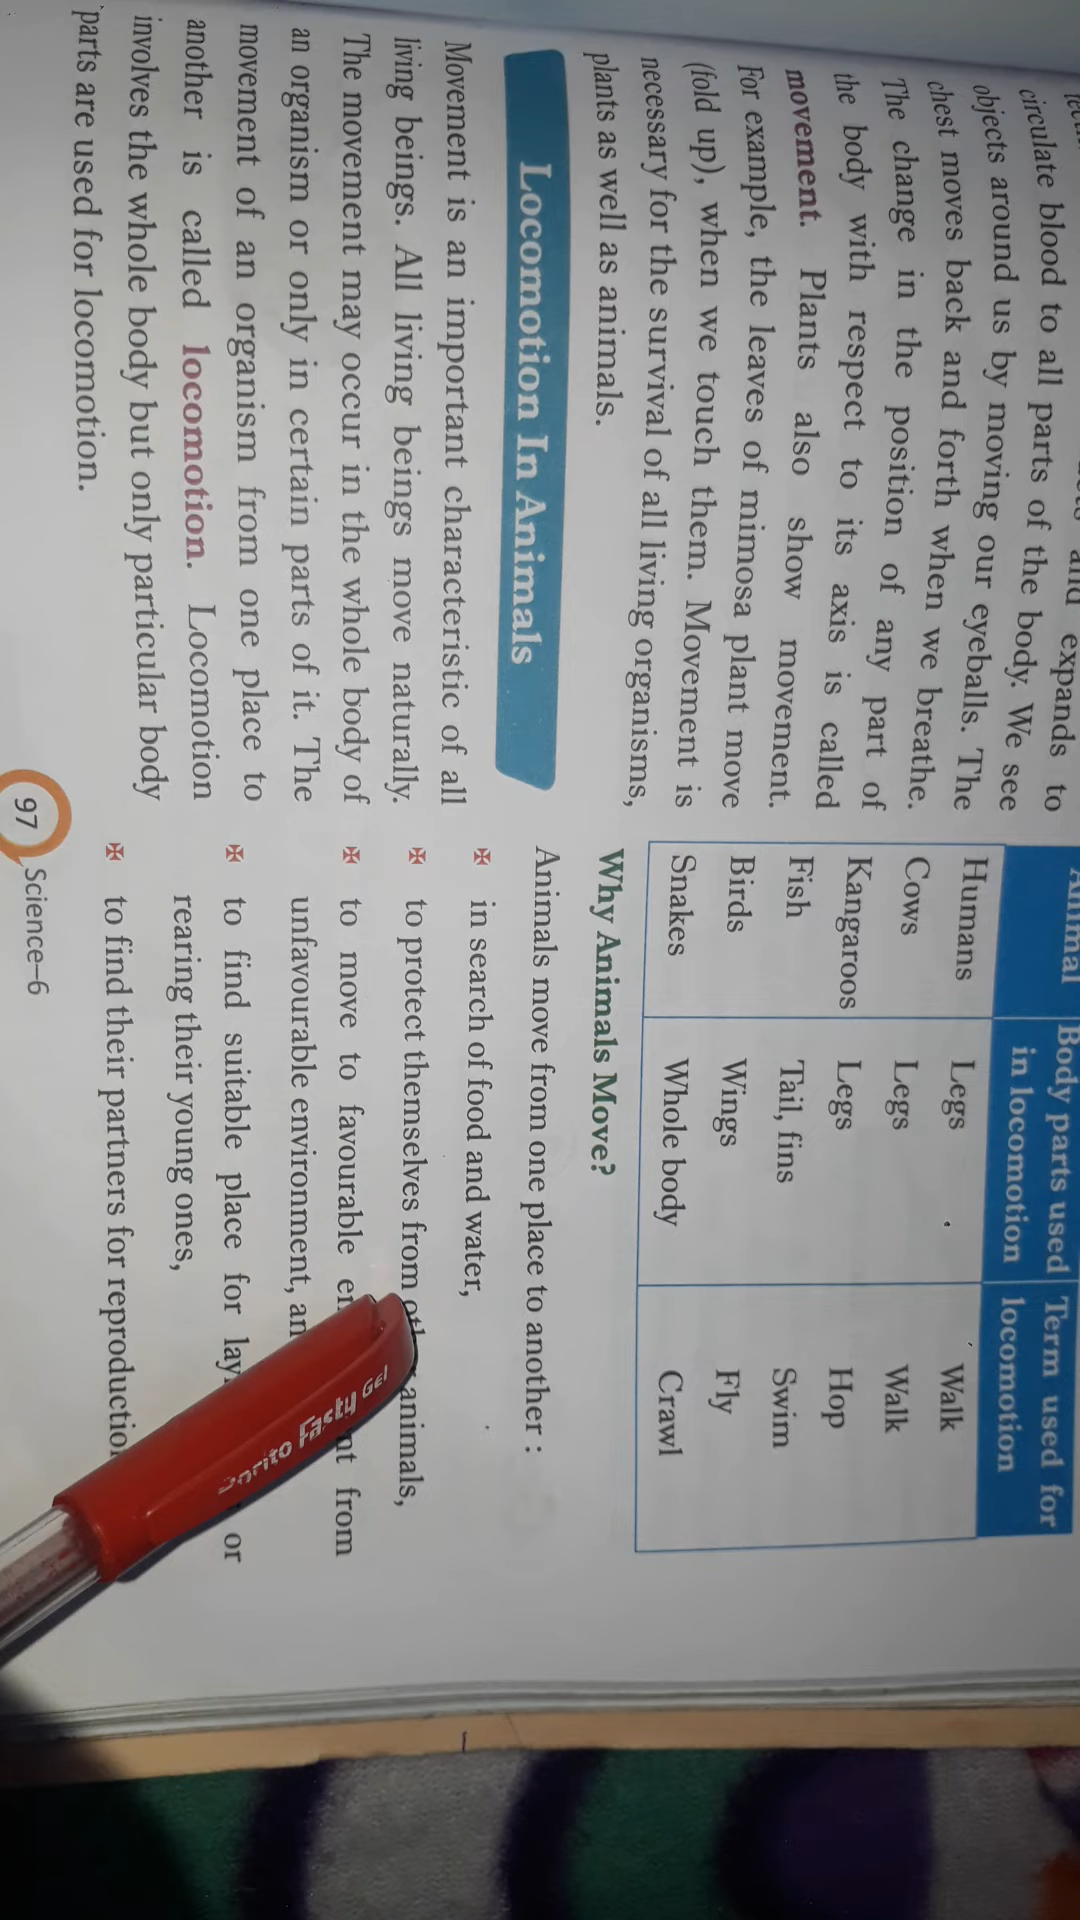 and expands to
circulate blood to all parts of the body. We see
objects around us by moving our eyeballs. The
chest moves back and forth when we breathe.
The change in the position of any part of
the body with respect to its axis is called
movement. Plants also show movement.
For example, the leaves of mimosa plant move
(fold up), when we touch them. Movement is
necessary for the survival of all living organisms,
plants as well as animals.
Locomotion In Animals
Movement is an important characteristic of all
living beings. All living beings move naturally.
The movement may occur in the whole body of
an organism or only in certain parts of it. The
movement of an organism from one place to
another is called locomotion. Locomotion
involves the whole body but only particular body
parts are used for locomotion.
Animal Body parts used in locomotion Term used for locomotion
Humans Legs Walk
Cows Legs Walk
Kangaroos Legs Hop
Fish Tail, fins Swim
Birds Wings Fly
Snakes Whole body Crawl
Why Animals Move?
Animals move from one place to another :
✠ in search of food and water,
✠ to protect themselves from animals,
✠ to move to favourable from
unfavourable environment,
✠ to find suitable place for or
rearing their young ones,
✠ to find their partners for
97 Science–6